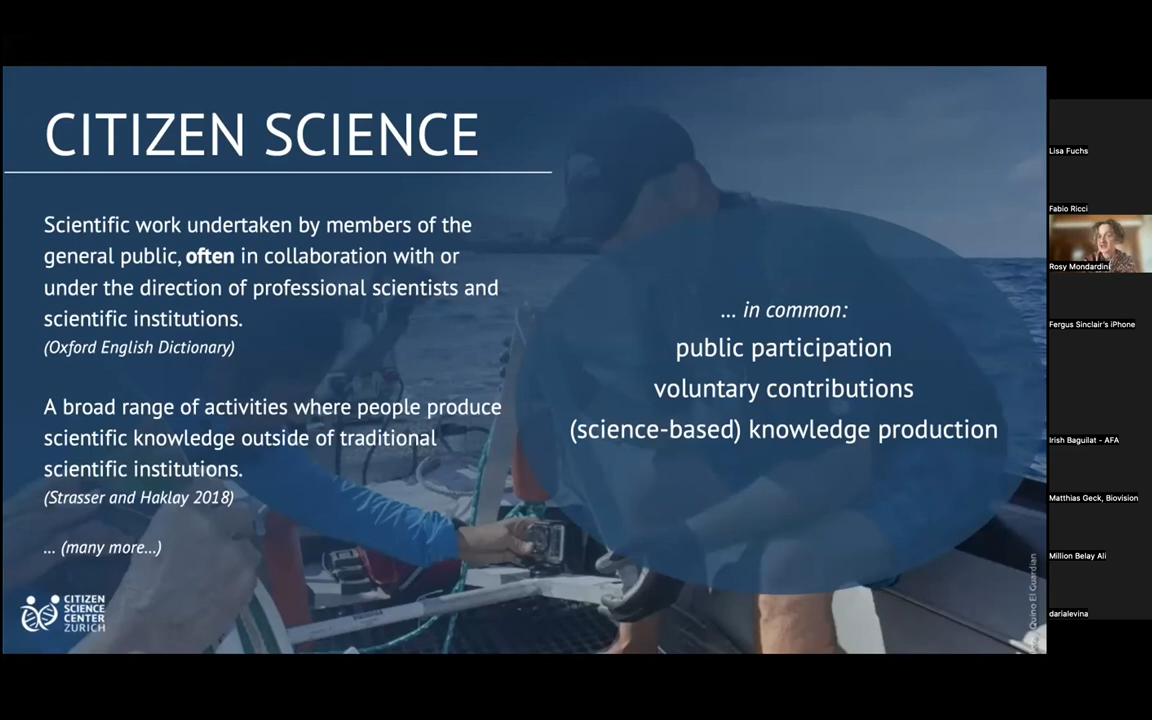 CITIZEN SCIENCE
Scientific work undertaken by members of the
general public, often in collaboration with or
under the direction of professional scientists and
scientific institutions.
(Oxford English Dictionary)
A broad range of activities where people produce
scientific knowledge outside of traditional
scientific institutions.
(Strasser and Haklay 2018)
... (many more...)
... in common:
public participation
voluntary contributions
(science-based) knowledge production
CITIZEN
SCIENCE
CENTER
ZURICH
Quino El Guardian
Lisa Fuchs
Fabio Ricci
Rosy Mondardini
Fergus Sinclair's iPhone
Irish Baguilat - AFA
Matthias Geck, Biovision
Million Belay Ali
darialevina